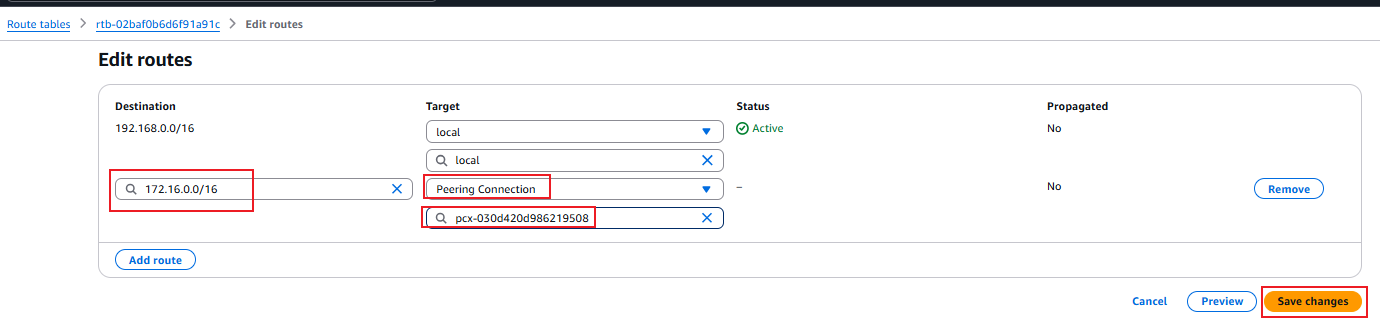 Route tables > rtb-02baf0b6d6f91a91c > Edit routes
Edit routes
Destination Target Status Propagated
192.168.0.0/16 local Active No
local
172.16.0.0/16 Peering Connection – No Remove
pcx-030d420d986219508
Add route
Cancel Preview Save changes